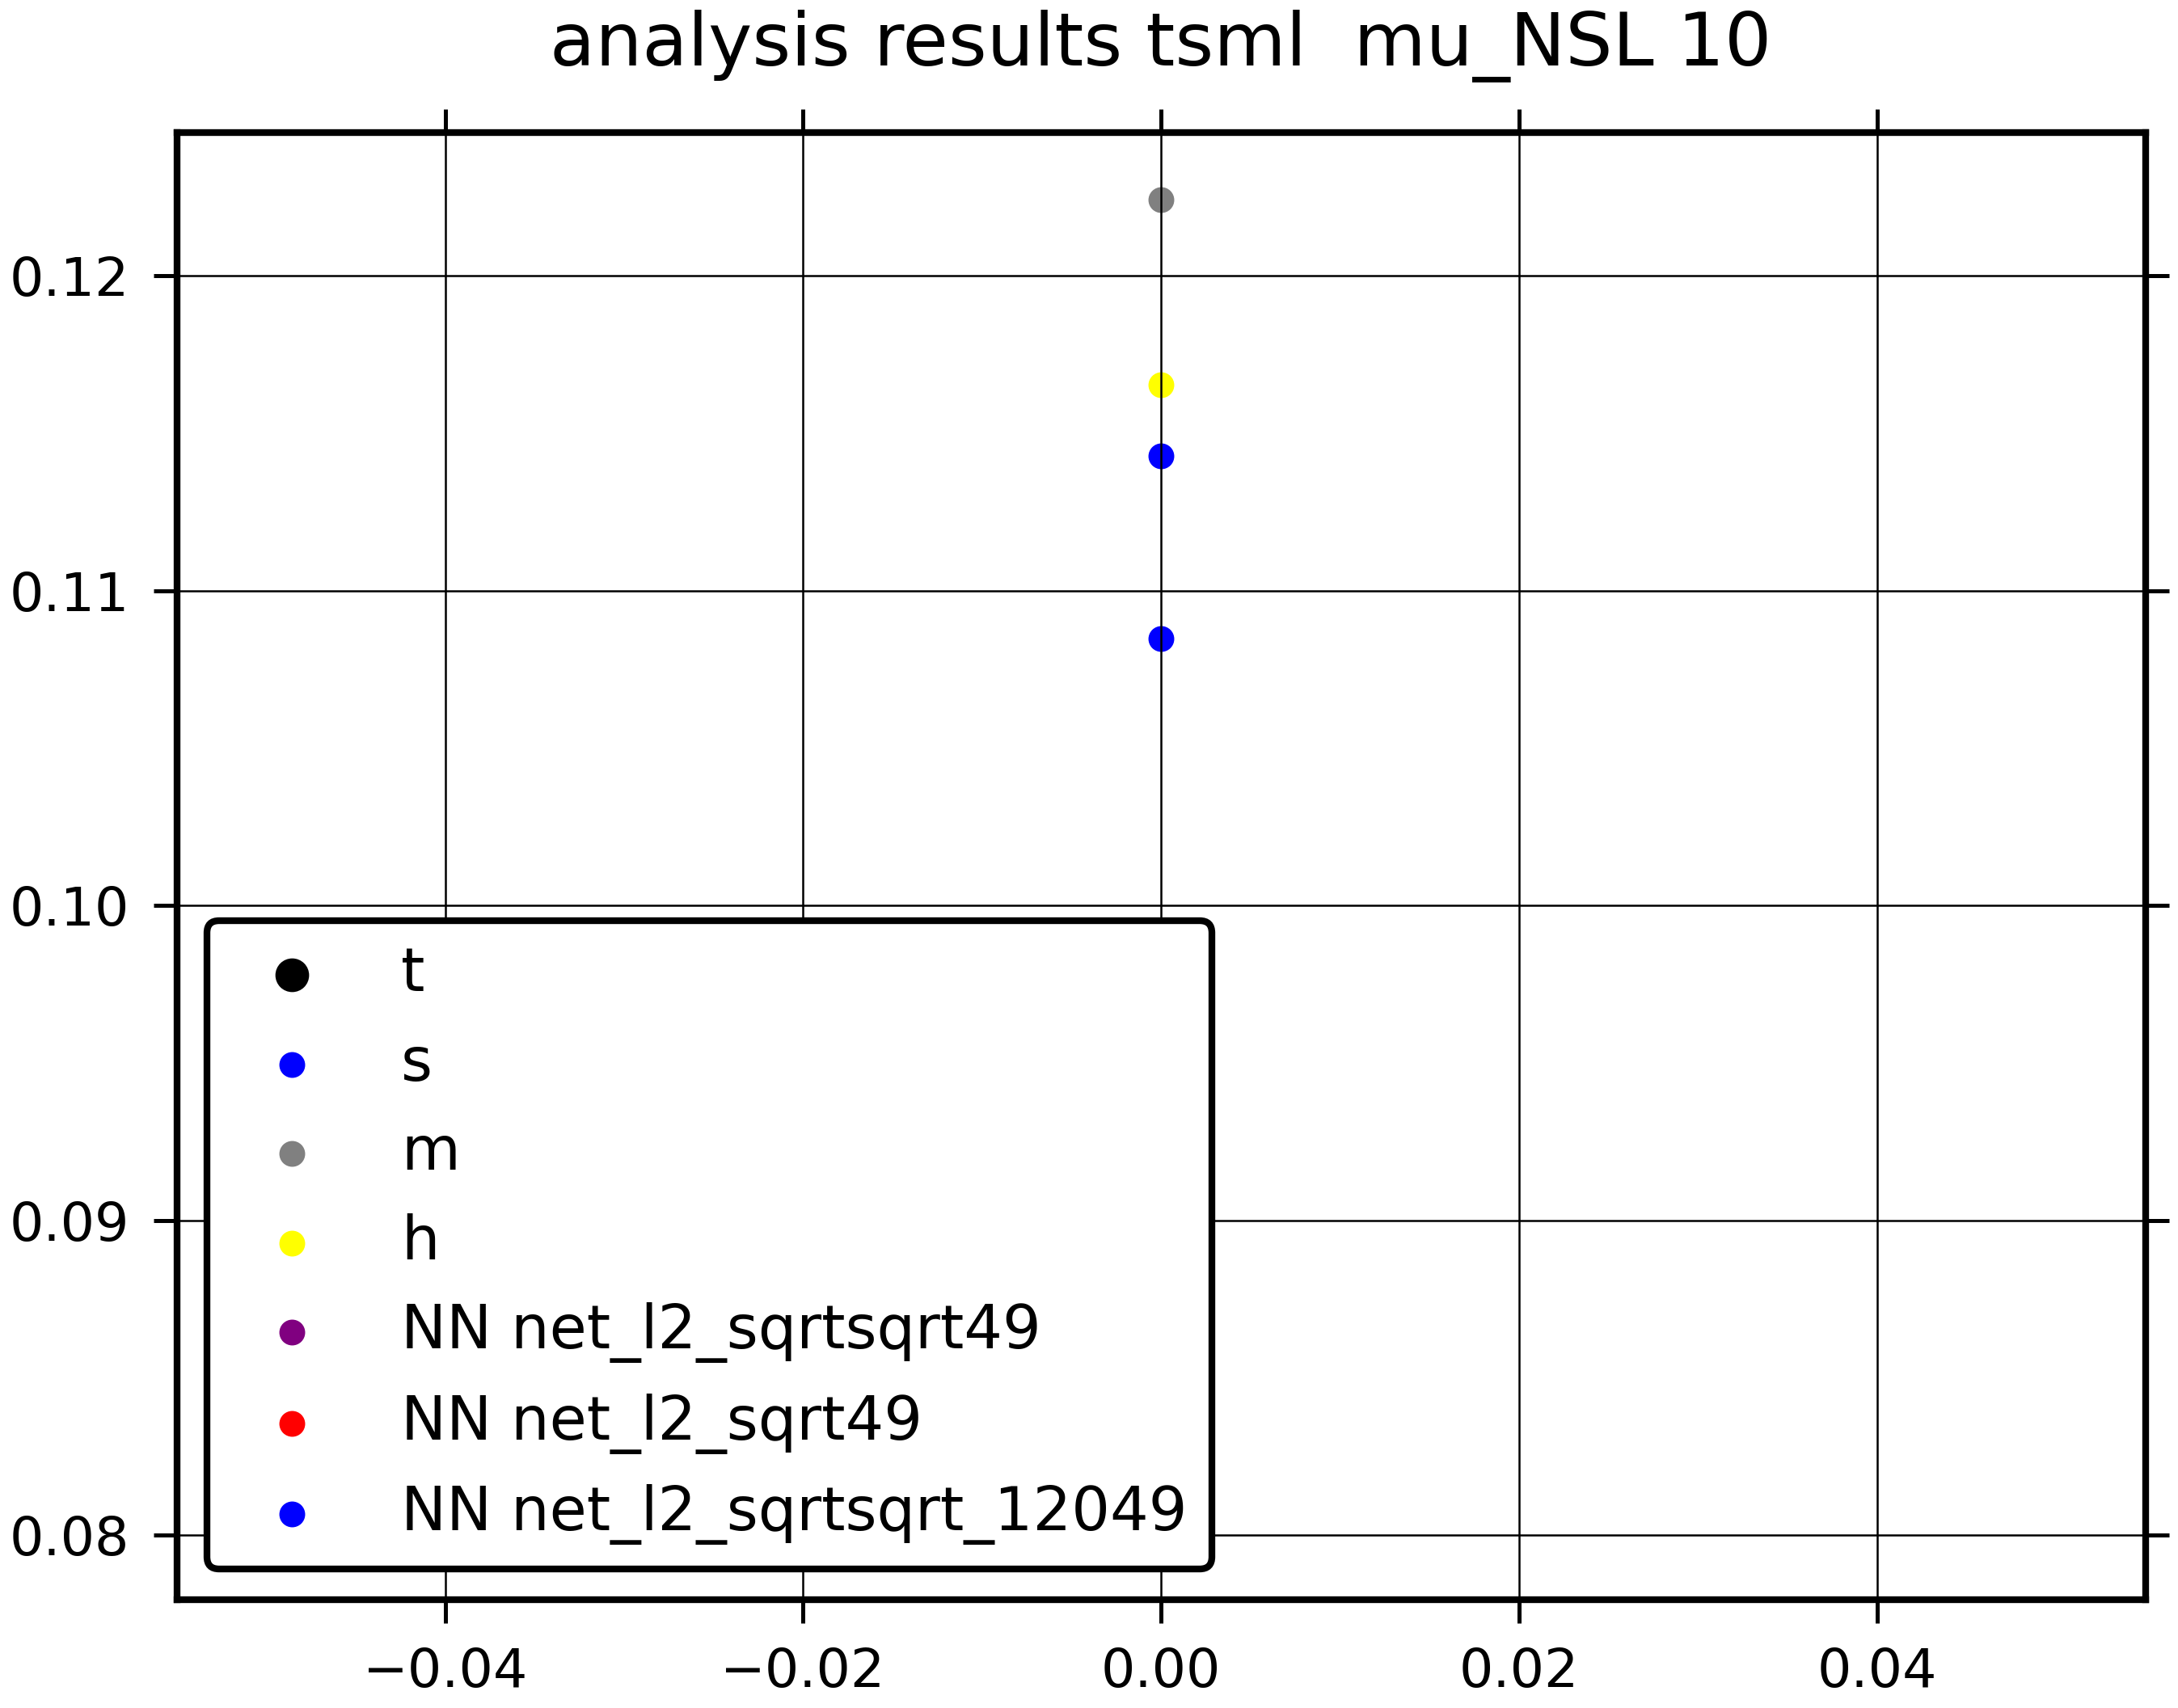 analysis results tsml  mu_NSL 10
0.12
0.11
0.10
0.09
0.08
t
s
m
h
NN net_l2_sqrtsqrt49
NN net_l2_sqrt49
NN net_l2_sqrtsqrt_12049
−0.04
−0.02
0.00
0.02
0.04